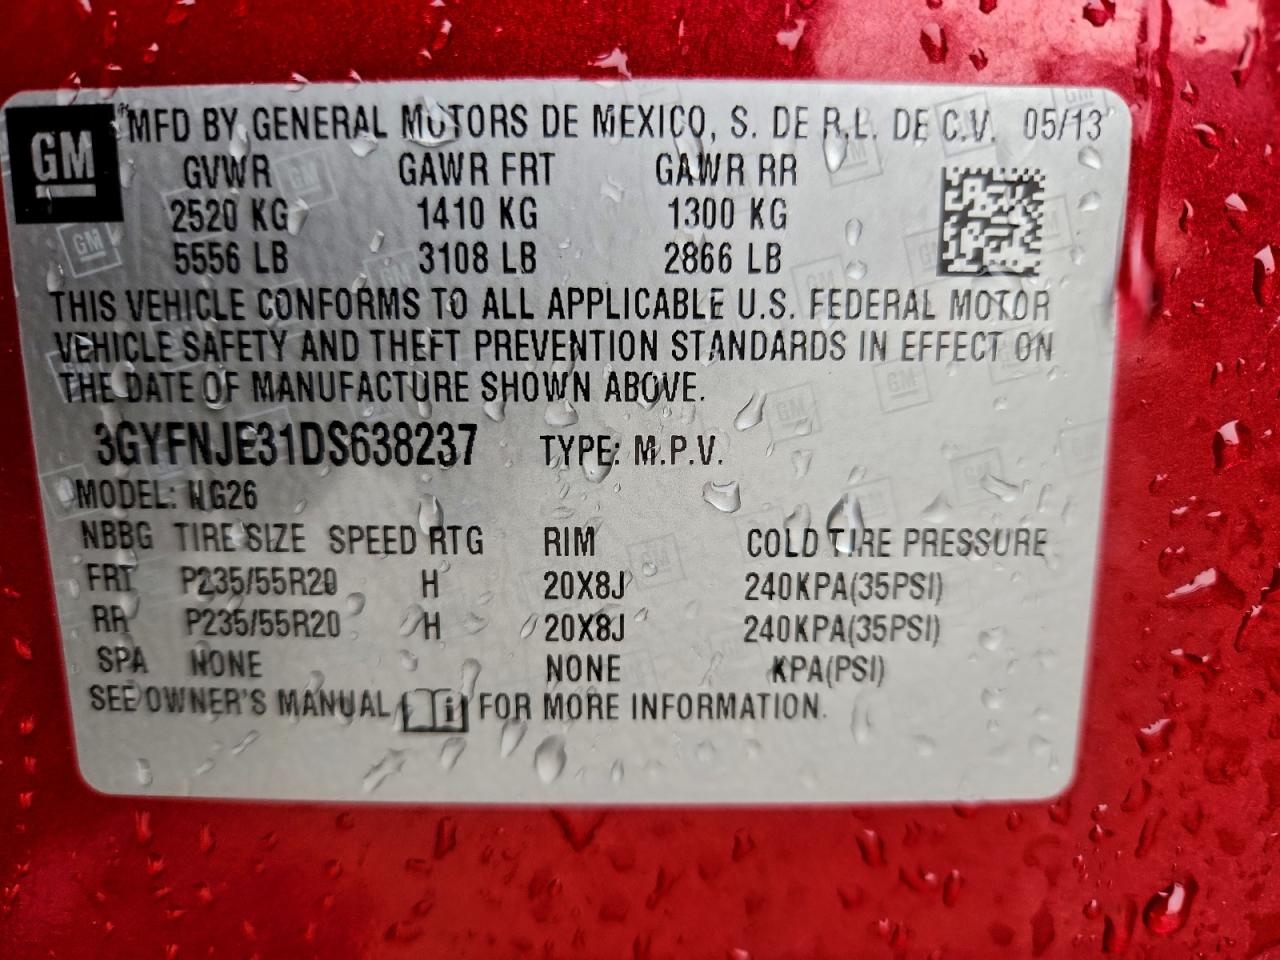 GM
MFD BY GENERAL MOTORS DE MEXICO, S. DE R.L. DE C.V. 05/13
GVWR GAWR FRT GAWR RR
2520 KG 1410 KG 1300 KG
5556 LB 3108 LB 2866 LB
THIS VEHICLE CONFORMS TO ALL APPLICABLE U.S. FEDERAL MOTOR
VEHICLE SAFETY AND THEFT PREVENTION STANDARDS IN EFFECT ON
THE DATE OF MANUFACTURE SHOWN ABOVE.
3GYFNJE31DS638237 TYPE: M.P.V.
MODEL: NG26
NBBG TIRE SIZE SPEED RTG RIM COLD TIRE PRESSURE
FRT P235/55R20 H 20X8J 240KPA(35PSI)
RR P235/55R20 H 20X8J 240KPA(35PSI)
SPA NONE NONE KPA(PSI)
SEE OWNER'S MANUAL i FOR MORE INFORMATION.